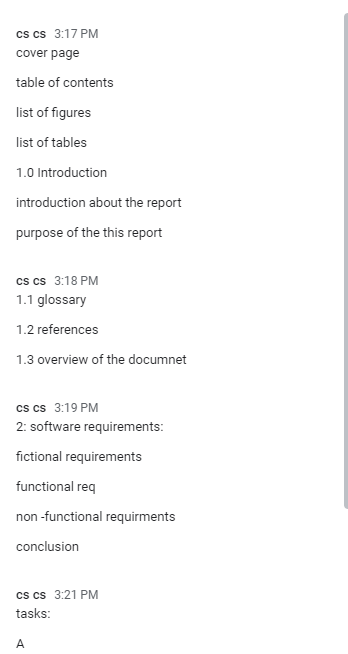 cs cs 3:17 PM
cover page
table of contents
list of figures
list of tables
1.0 Introduction
introduction about the report
purpose of the this report
cs cs 3:18 PM
1.1 glossary
1.2 references
1.3 overview of the documnet
cs cs 3:19 PM
2: software requirements:
fictional requirements
functional req
non -functional requirments
conclusion
cs cs 3:21 PM
tasks:
A